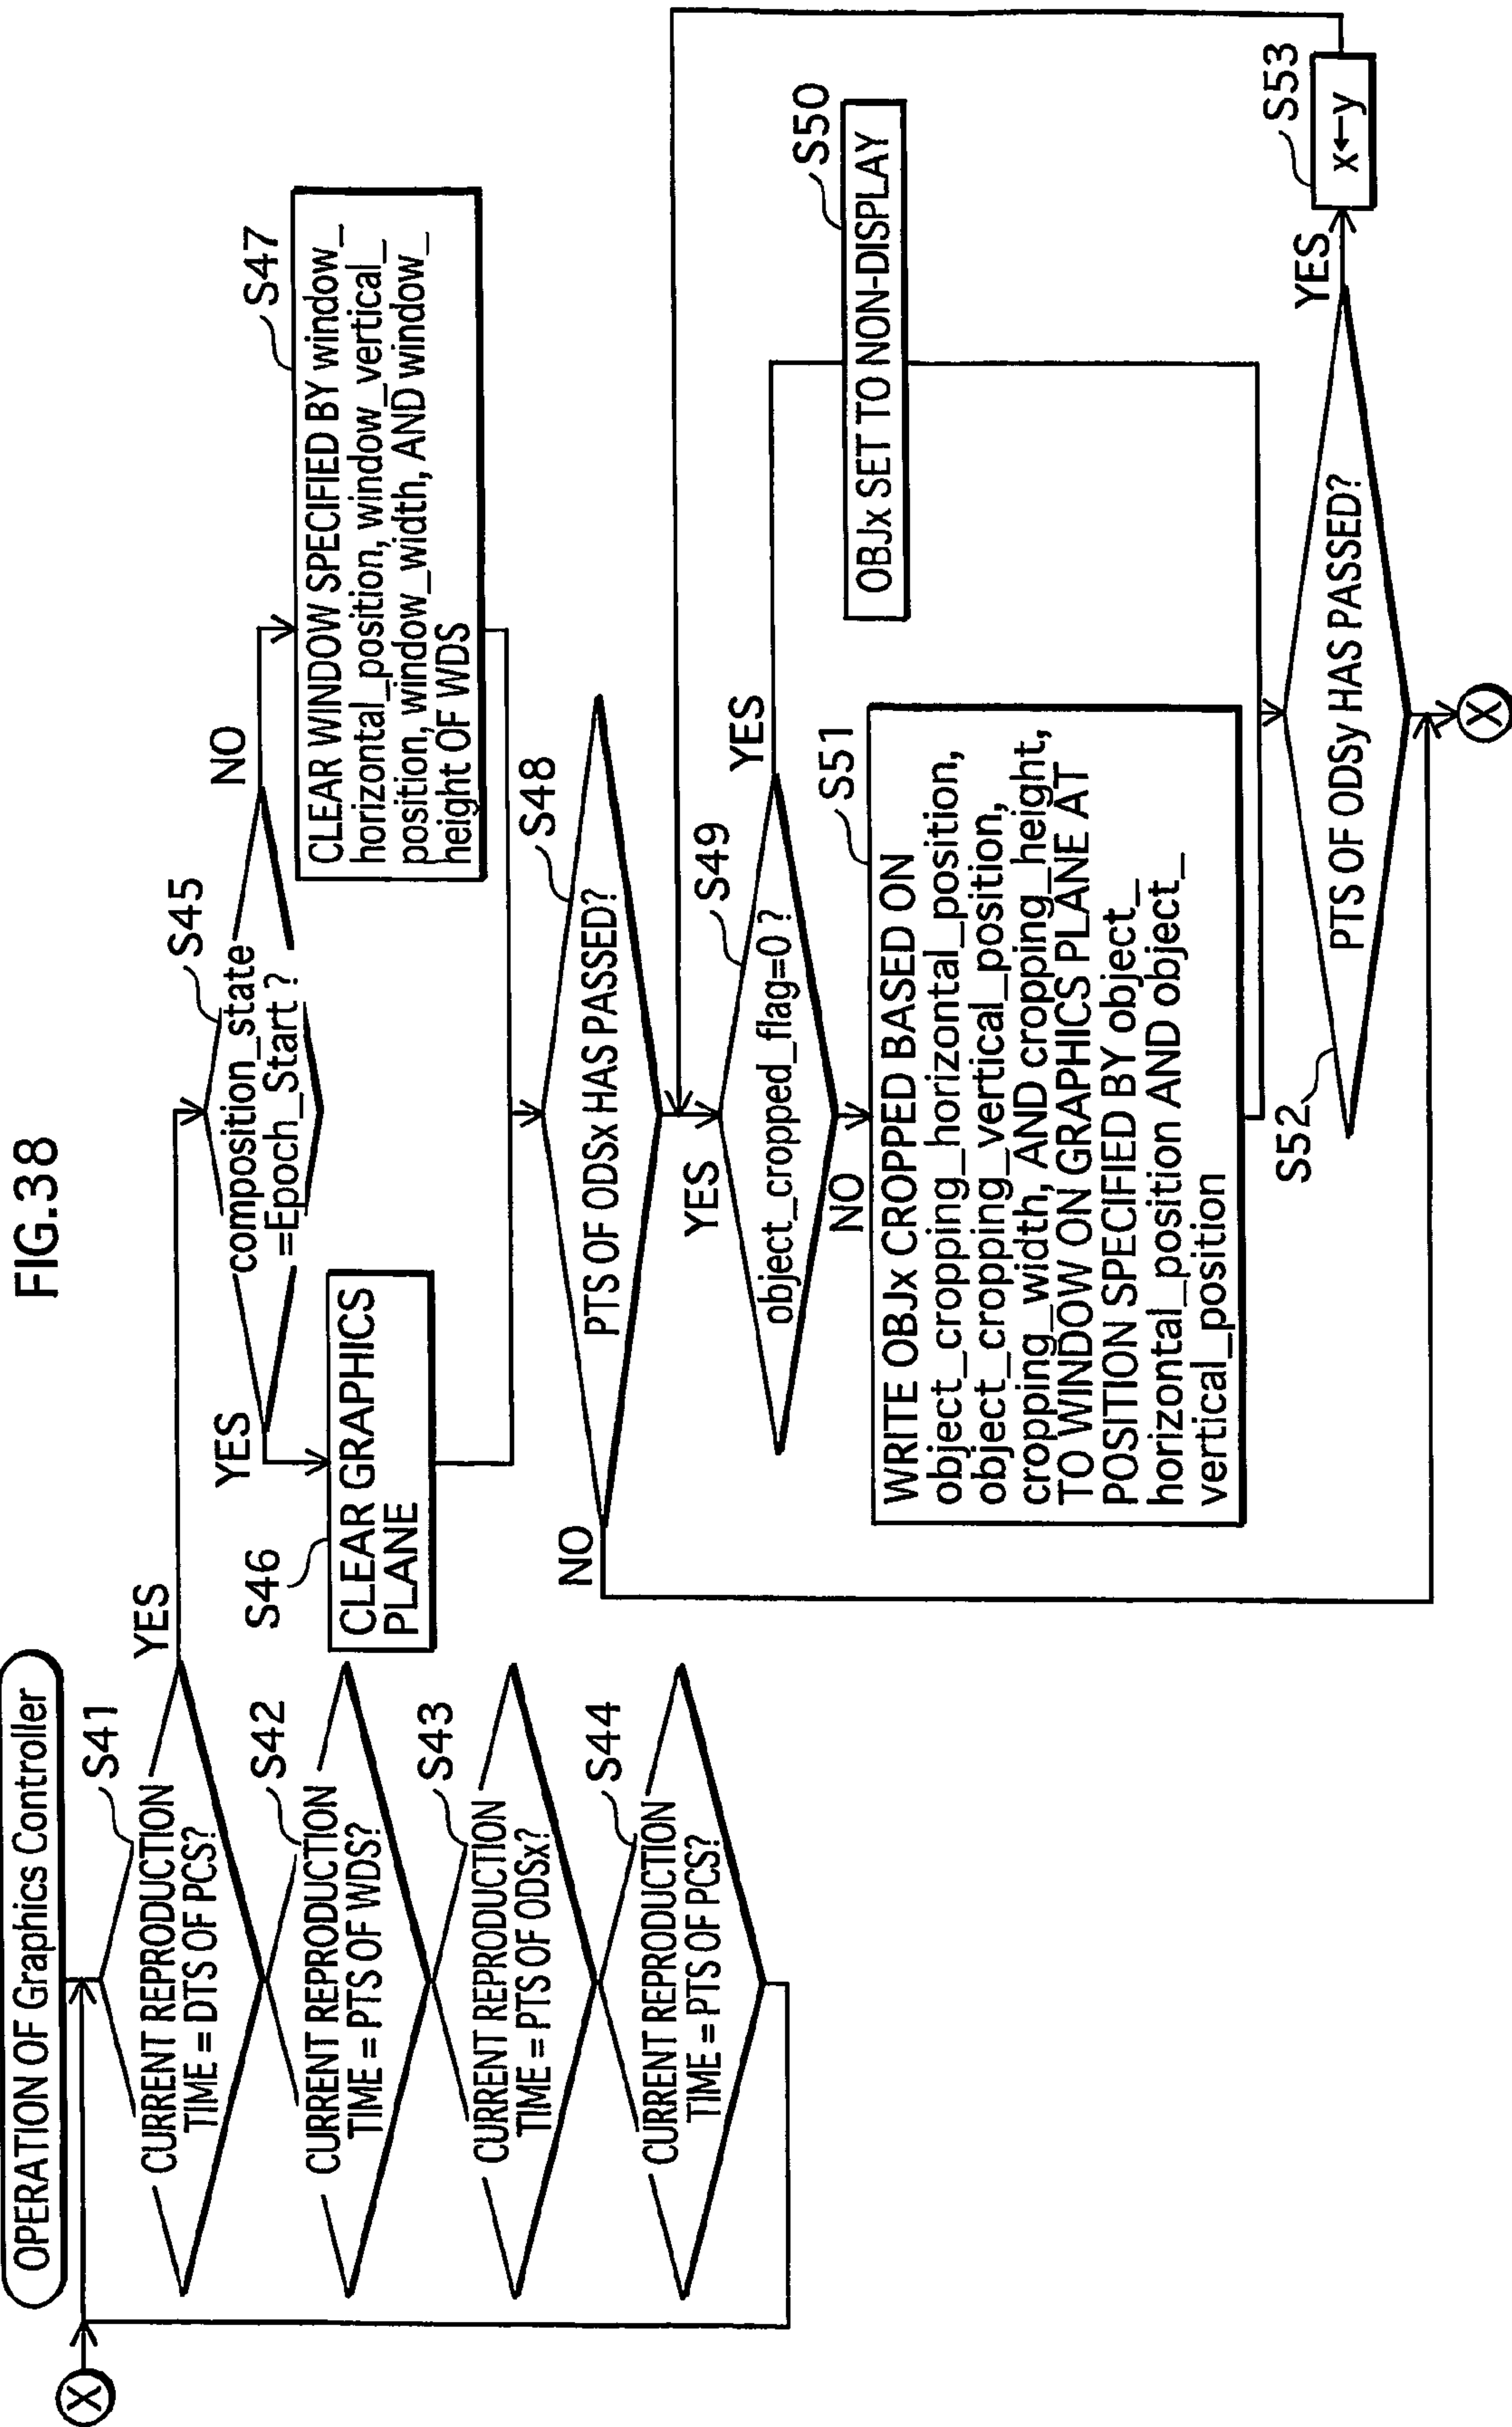 FIG.38
OPERATION OF Graphics Controller
X
S41
CURRENT REPRODUCTION
TIME = DTS OF PCS?
YES
S42
CURRENT REPRODUCTION
TIME = PTS OF WDS?
S43
CURRENT REPRODUCTION
TIME = PTS OF ODSx?
S44
CURRENT REPRODUCTION
TIME = PTS OF PCS?
S45
composition_state
=Epoch_Start ?
YES
NO
S46
CLEAR GRAPHICS
PLANE
S47
CLEAR WINDOW SPECIFIED BY window_
horizontal_position, window_vertical_
position, window_width, AND window_
height OF WDS
S48
PTS OF ODSx HAS PASSED?
NO
YES
S49
object_cropped_flag=0 ?
YES
NO
S50
OBJx SET TO NON-DISPLAY
S51
WRITE OBJx CROPPED BASED ON
object_cropping_horizontal_position,
object_cropping_vertical_position,
cropping_width, AND cropping_height,
TO WINDOW ON GRAPHICS PLANE AT
POSITION SPECIFIED BY object_
horizontal_position AND object_
vertical_position
S52
PTS OF ODSy HAS PASSED?
YES
S53
x←y
X